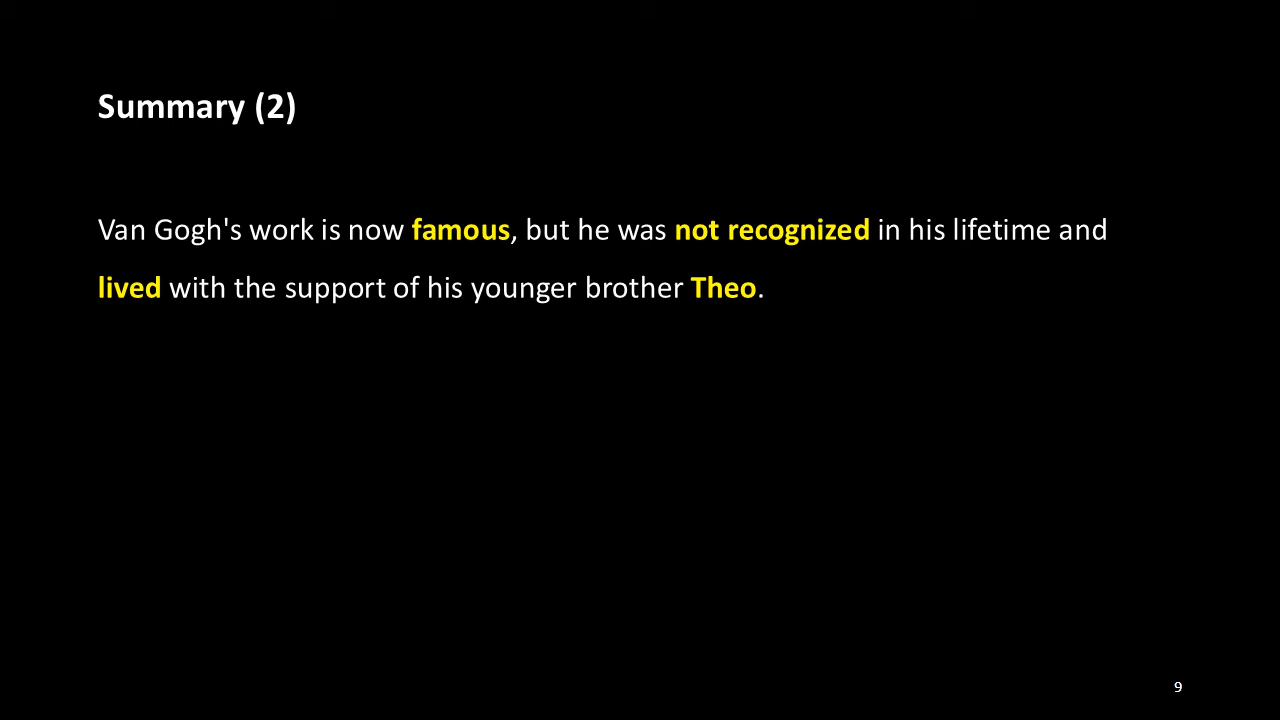 Summary (2)
Van Gogh's work is now famous, but he was not recognized in his lifetime and
lived with the support of his younger brother Theo.
9